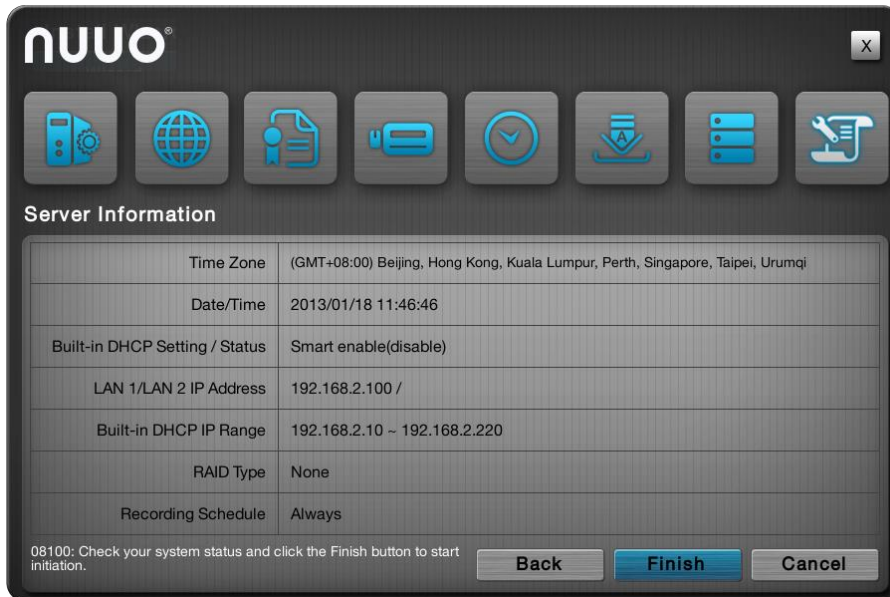 nuuo®
X
A
Server Information
Time Zone (GMT+08:00) Beijing, Hong Kong, Kuala Lumpur, Perth, Singapore, Taipei, Urumqi
Date/Time 2013/01/18 11:46:46
Built-in DHCP Setting / Status Smart enable(disable)
LAN 1/LAN 2 IP Address 192.168.2.100 /
Built-in DHCP IP Range 192.168.2.10 ~ 192.168.2.220
RAID Type None
Recording Schedule Always
08100: Check your system status and click the Finish button to start
initiation.
Back Finish Cancel